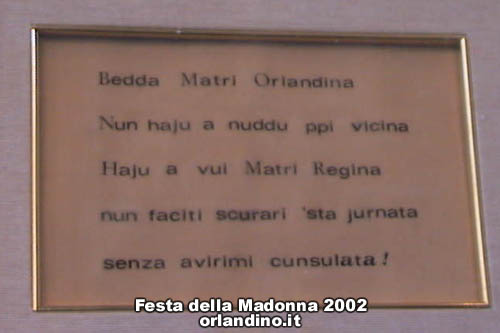 Bedda Matri Orlandina
Nun haju a nuddu ppi vicina
Haju a vui Matri Regina
nun faciti scurari 'sta jurnata
senza avirimi cunsulata!
Festa della Madonna 2002
orlandino.it